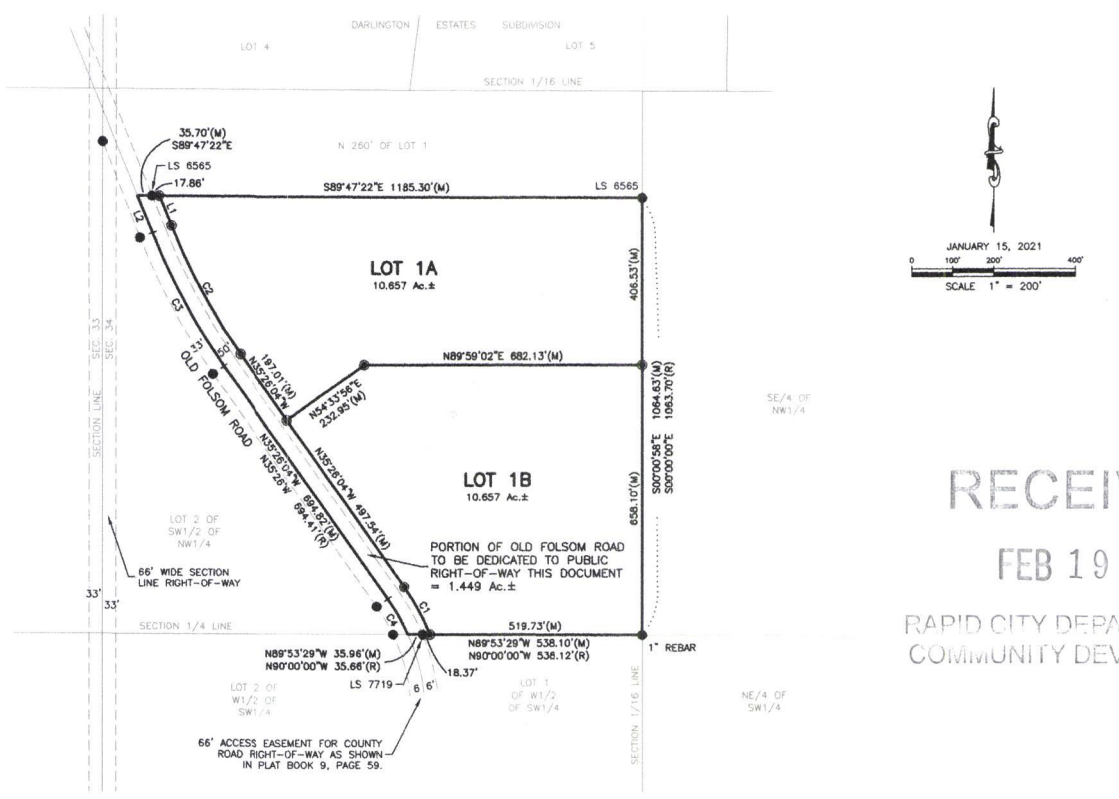 DARLINGTON ESTATES SUBDIVISION
LOT 4
LOT 5
SECTION 1/16 LINE
35.70'(M)
S89°47'22"E
LS 6565
17.86'
N 260' OF LOT 1
S89°47'22"E 1185.30'(M)
LS 6565
JANUARY 15, 2021
0 100' 200' 400'
SCALE 1" = 200'
L1
L2
LOT 1A
10.657 Ac.±
406.53'(M)
C2
C3
SECTION LINE
SEC. 33
SEC. 34
33'
50'
OLD FOLSOM ROAD
197.01'(M)
N35°26'04"W
N89°59'02"E 682.13'(M)
N54°33'56"E
232.95'(M)
1064.63'(M)
1063.70'(R)
S00°00'58"E
S00°00'00"E
SE/4 OF
NW1/4
N35°26'04"W 694.82'(M)
N35°26'W 694.41'(R)
N35°26'04"W 497.54'(M)
LOT 1B
10.657 Ac.±
658.10'(M)
LOT 2 OF
SW1/2 OF
NW1/4
PORTION OF OLD FOLSOM ROAD
TO BE DEDICATED TO PUBLIC
RIGHT-OF-WAY THIS DOCUMENT
= 1.449 Ac.±
66' WIDE SECTION
LINE RIGHT-OF-WAY
33' 33'
C1
C4
SECTION 1/4 LINE
519.73'(M)
N89°53'29"W 35.96'(M)
N90°00'00"W 35.66'(R)
N89°53'29"W 538.10'(M)
N90°00'00"W 536.12'(R)
1" REBAR
18.37'
LS 7719
LOT 2 OF
W1/2 OF
SW1/4
6 6'
LOT 1
OF W1/2
OF SW1/4
SECTION 1/16 LINE
NE/4 OF
SW1/4
66' ACCESS EASEMENT FOR COUNTY
ROAD RIGHT-OF-WAY AS SHOWN
IN PLAT BOOK 9, PAGE 59.
RECEI
FEB 19
RAPID CITY DEPA
COMMUNITY DEV